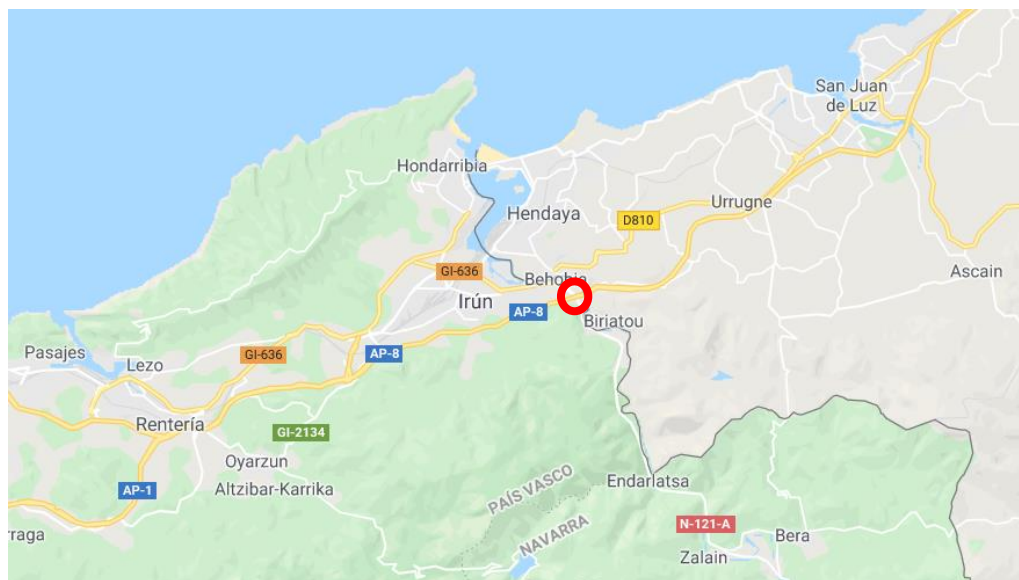 San Juan
de Luz
Hondarribia
Hendaya
Urrugne
D810
Behobia
GI-636
Irún
AP-8
Ascain
Biriatou
Pasajes
Lezo
GI-636
AP-8
Rentería
GI-2134
Oyarzun
Altzibar-Karrika
AP-1
PAÍS VASCO
NAVARRA
Endarlatsa
N-121-A
Bera
Zalain
rraga